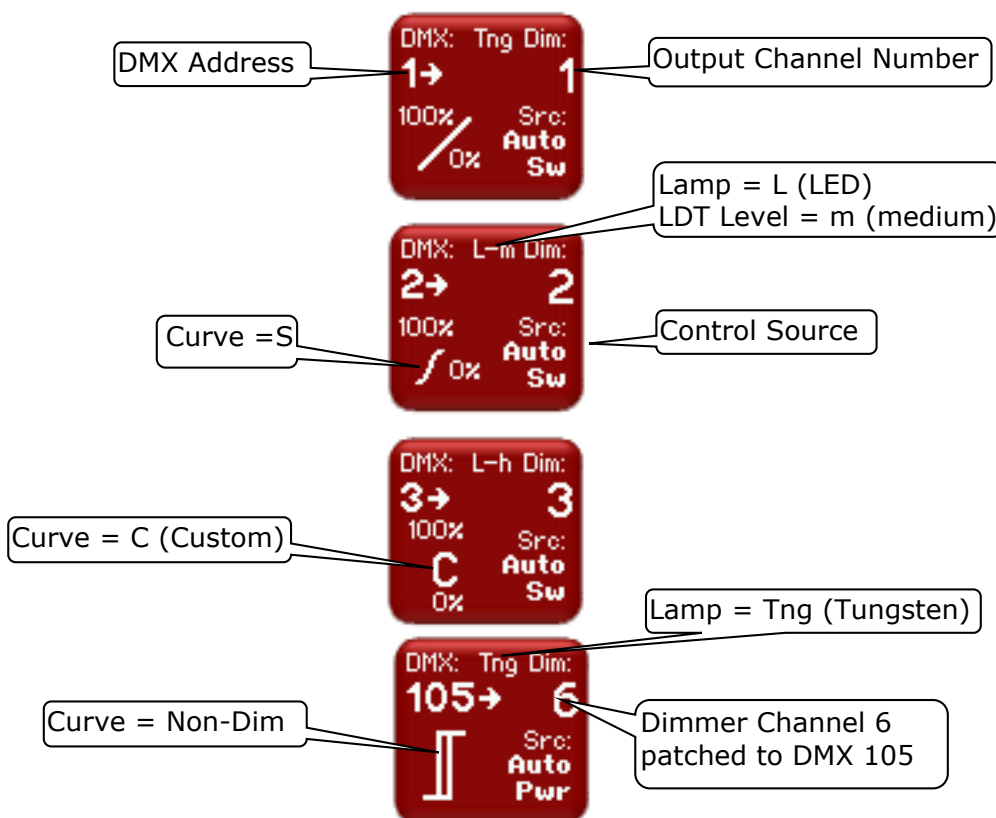 DMX: Tng Dim:
DMX Address
1→ 1
Output Channel Number
100% Src:
Auto
0% Sw
Lamp = L (LED)
LDT Level = m (medium)
DMX: L-m Dim:
2→ 2
100% Src:
Curve =S
Control Source
Auto
0% Sw
DMX: L-h Dim:
3→ 3
100% Src:
Curve = C (Custom)
C Auto
0% Sw
Lamp = Tng (Tungsten)
DMX: Tng Dim:
105→ 6
Curve = Non-Dim
Dimmer Channel 6
patched to DMX 105
Src:
Auto
Pwr